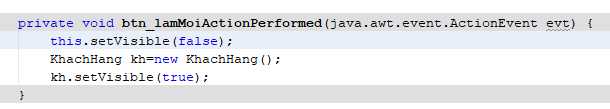 private void btn_lamMoiActionPerformed(java.awt.event.ActionEvent evt) {
this.setVisible(false);
KhachHang kh=new KhachHang();
kh.setVisible(true);
}